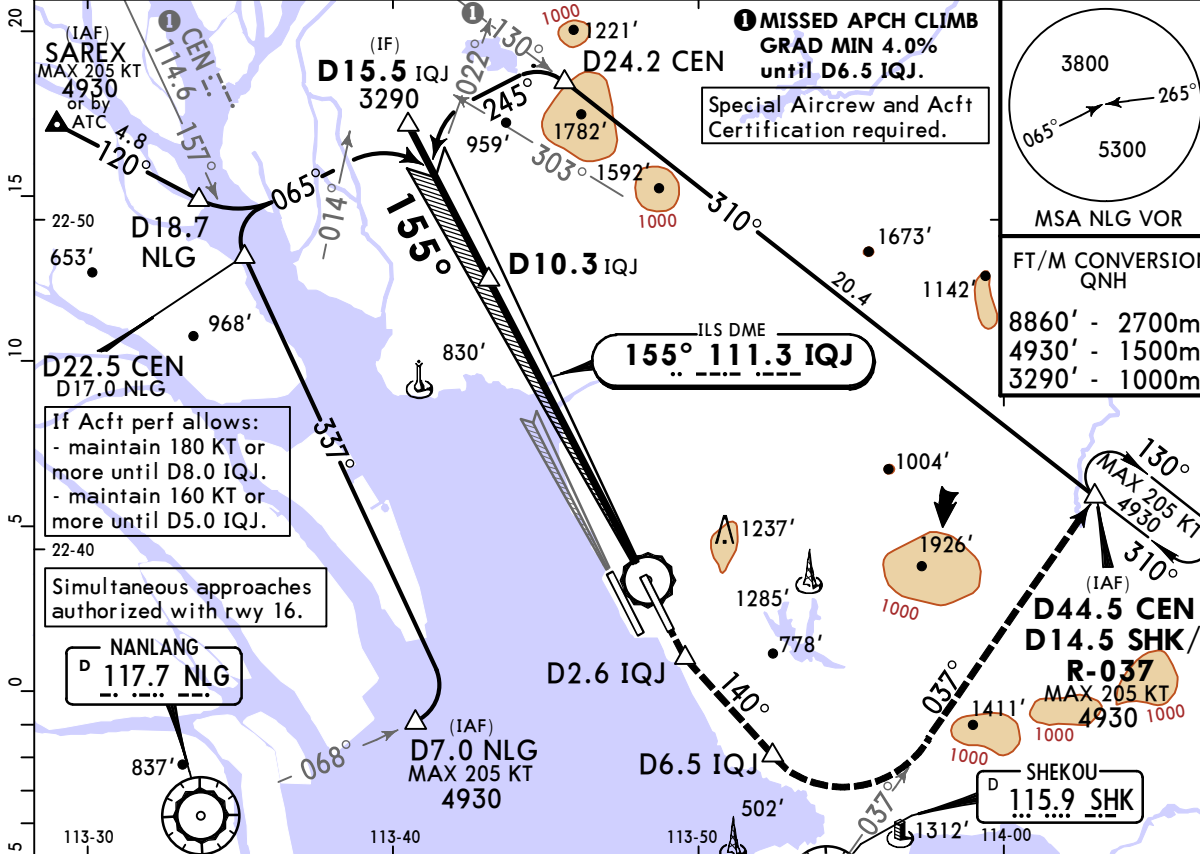 20
15
10
5
0
5
(IAF)
SAREX
MAX 205 KT
4930
or by
ATC
4.8
120°
❶
CEN
114.6
157°
(IF)
D15.5 IQJ
3290
❶
130°
022°
245°
959'
303°
1000
1221'
D24.2 CEN
1782'
1592'
1000
❶ MISSED APCH CLIMB
GRAD MIN 4.0%
until D6.5 IQJ.
Special Aircrew and Acft
Certification required.
3800
265°
065°
5300
MSA NLG VOR
FT/M CONVERSION
QNH
8860' - 2700m
4930' - 1500m
3290' - 1000m
22-50
D18.7
NLG
065°
014°
155°
310°
20.4
1673'
1142'
653'
968'
D22.5 CEN
D17.0 NLG
D10.3 IQJ
830'
ILS DME
155° 111.3 IQJ
If Acft perf allows:
- maintain 180 KT or
more until D8.0 IQJ.
- maintain 160 KT or
more until D5.0 IQJ.
337°
22-40
Simultaneous approaches
authorized with rwy 16.
1004'
1237'
1285'
778'
1926'
1000
130°
MAX 205 KT
4930
310°
(IAF)
D44.5 CEN
D14.5 SHK/
R-037
MAX 205 KT
4930
1000
1000
1411'
1000
NANLANG
D 117.7 NLG
837'
068°
(IAF)
D7.0 NLG
MAX 205 KT
4930
D2.6 IQJ
140°
D6.5 IQJ
037°
037°
502'
SHEKOU
D 115.9 SHK
1312'
113-30
113-40
113-50
114-00